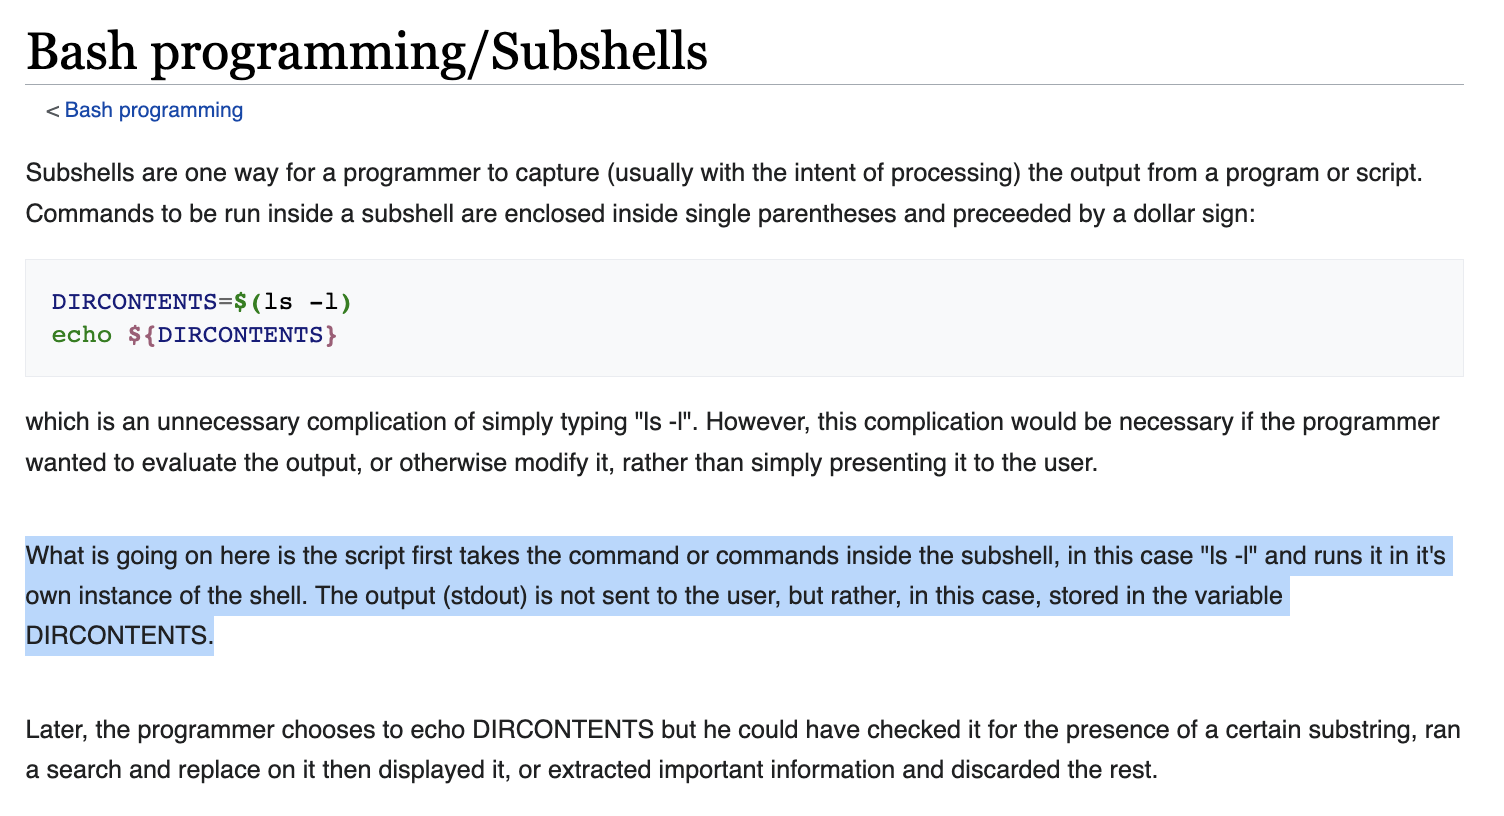 Bash programming/Subshells
< Bash programming
Subshells are one way for a programmer to capture (usually with the intent of processing) the output from a program or script.
Commands to be run inside a subshell are enclosed inside single parentheses and preceeded by a dollar sign:
DIRCONTENTS=$(ls -l)
echo ${DIRCONTENTS}
which is an unnecessary complication of simply typing "ls -l". However, this complication would be necessary if the programmer
wanted to evaluate the output, or otherwise modify it, rather than simply presenting it to the user.
What is going on here is the script first takes the command or commands inside the subshell, in this case "ls -l" and runs it in it's
own instance of the shell. The output (stdout) is not sent to the user, but rather, in this case, stored in the variable
DIRCONTENTS.
Later, the programmer chooses to echo DIRCONTENTS but he could have checked it for the presence of a certain substring, ran
a search and replace on it then displayed it, or extracted important information and discarded the rest.